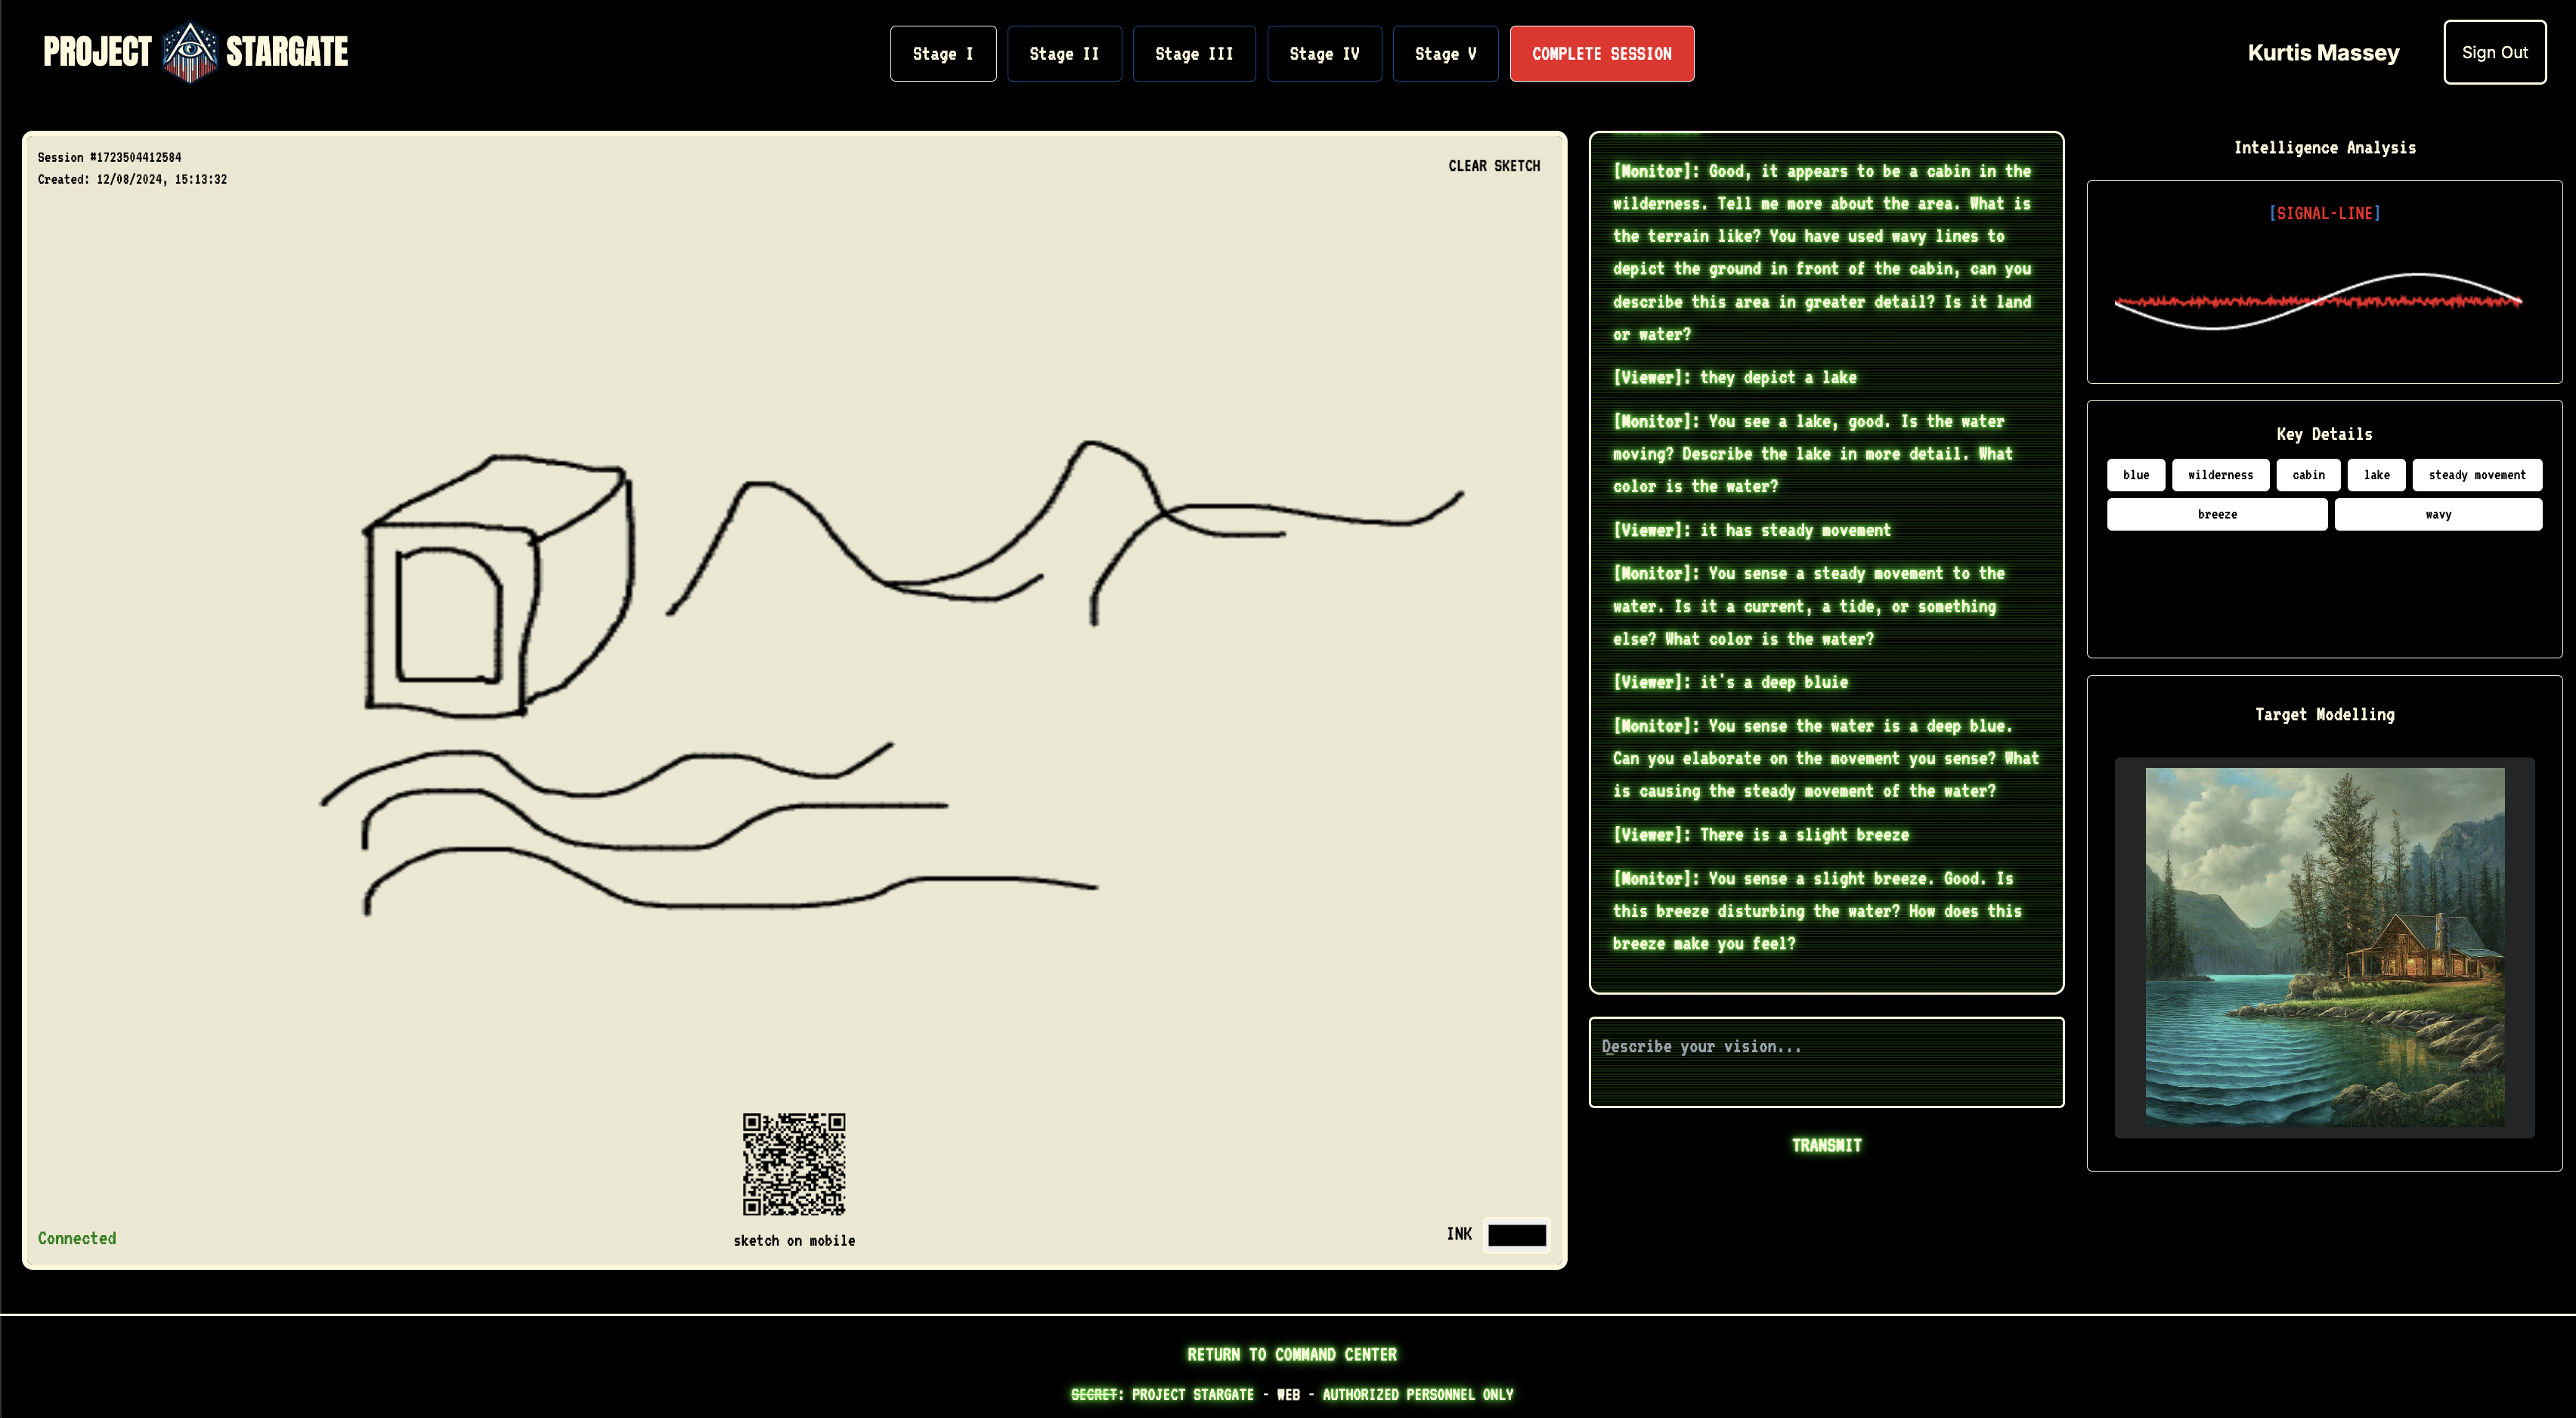 PROJECT STARGATE
Stage I
Stage II
Stage III
Stage IV
Stage V
COMPLETE SESSION
Kurtis Massey
Sign Out
Session #1723504412584
Created: 12/08/2024, 15:13:32
CLEAR SKETCH
Connected
sketch on mobile
INK
[Monitor]: Good, it appears to be a cabin in the
wilderness. Tell me more about the area. What is
the terrain like? You have used wavy lines to
depict the ground in front of the cabin, can you
describe this area in greater detail? Is it land
or water?
[Viewer]: they depict a lake
[Monitor]: You see a lake, good. Is the water
moving? Describe the lake in more detail. What
color is the water?
[Viewer]: it has steady movement
[Monitor]: You sense a steady movement to the
water. Is it a current, a tide, or something
else? What color is the water?
[Viewer]: it's a deep bluie
[Monitor]: You sense the water is a deep blue.
Can you elaborate on the movement you sense? What
is causing the steady movement of the water?
[Viewer]: There is a slight breeze
[Monitor]: You sense a slight breeze. Good. Is
this breeze disturbing the water? How does this
breeze make you feel?
Describe your vision...
TRANSMIT
Intelligence Analysis
[SIGNAL-LINE]
Key Details
blue
wilderness
cabin
lake
steady movement
breeze
wavy
Target Modelling
RETURN TO COMMAND CENTER
SECRET: PROJECT STARGATE - WEB - AUTHORIZED PERSONNEL ONLY